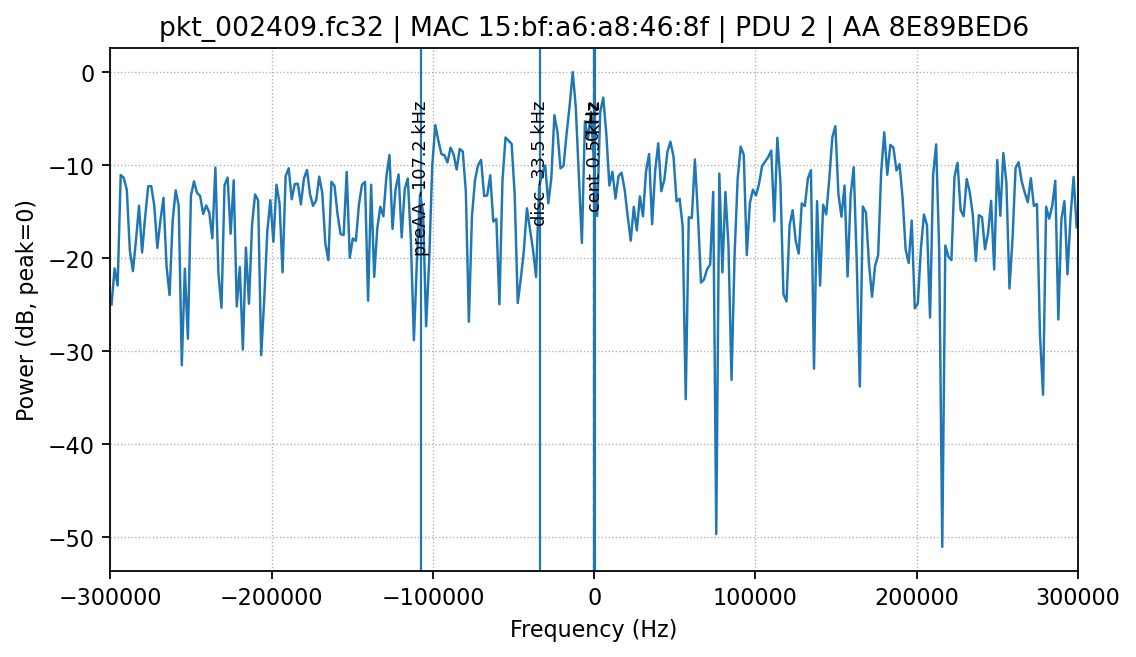 pkt_002409.fc32 | MAC 15:bf:a6:a8:46:8f | PDU 2 | AA 8E89BED6
Power (dB, peak=0)
0
−10
−20
−30
−40
−50
preAA −107.2 kHz
disc −33.5 kHz
cent 0.5 kHz
−300000
−200000
−100000
0
100000
200000
300000
Frequency (Hz)